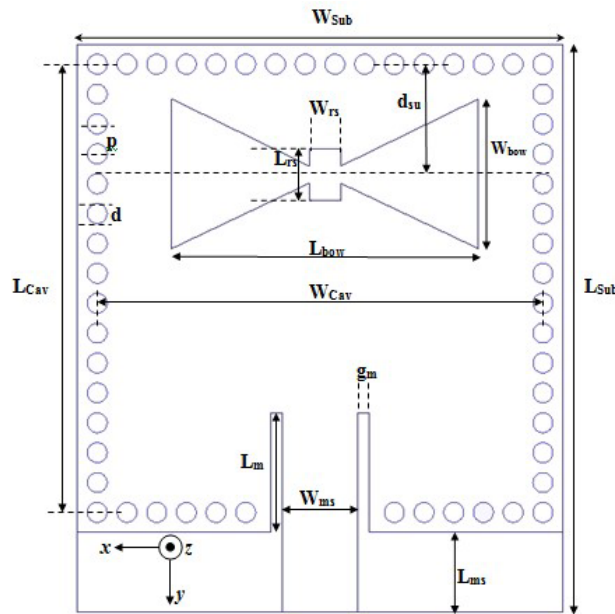 WSub
Wrs
dsu
p
Lrs
Wbow
d
Lbow
LCav
WCav
LSub
gm
Lm
Wms
x
z
Lms
y